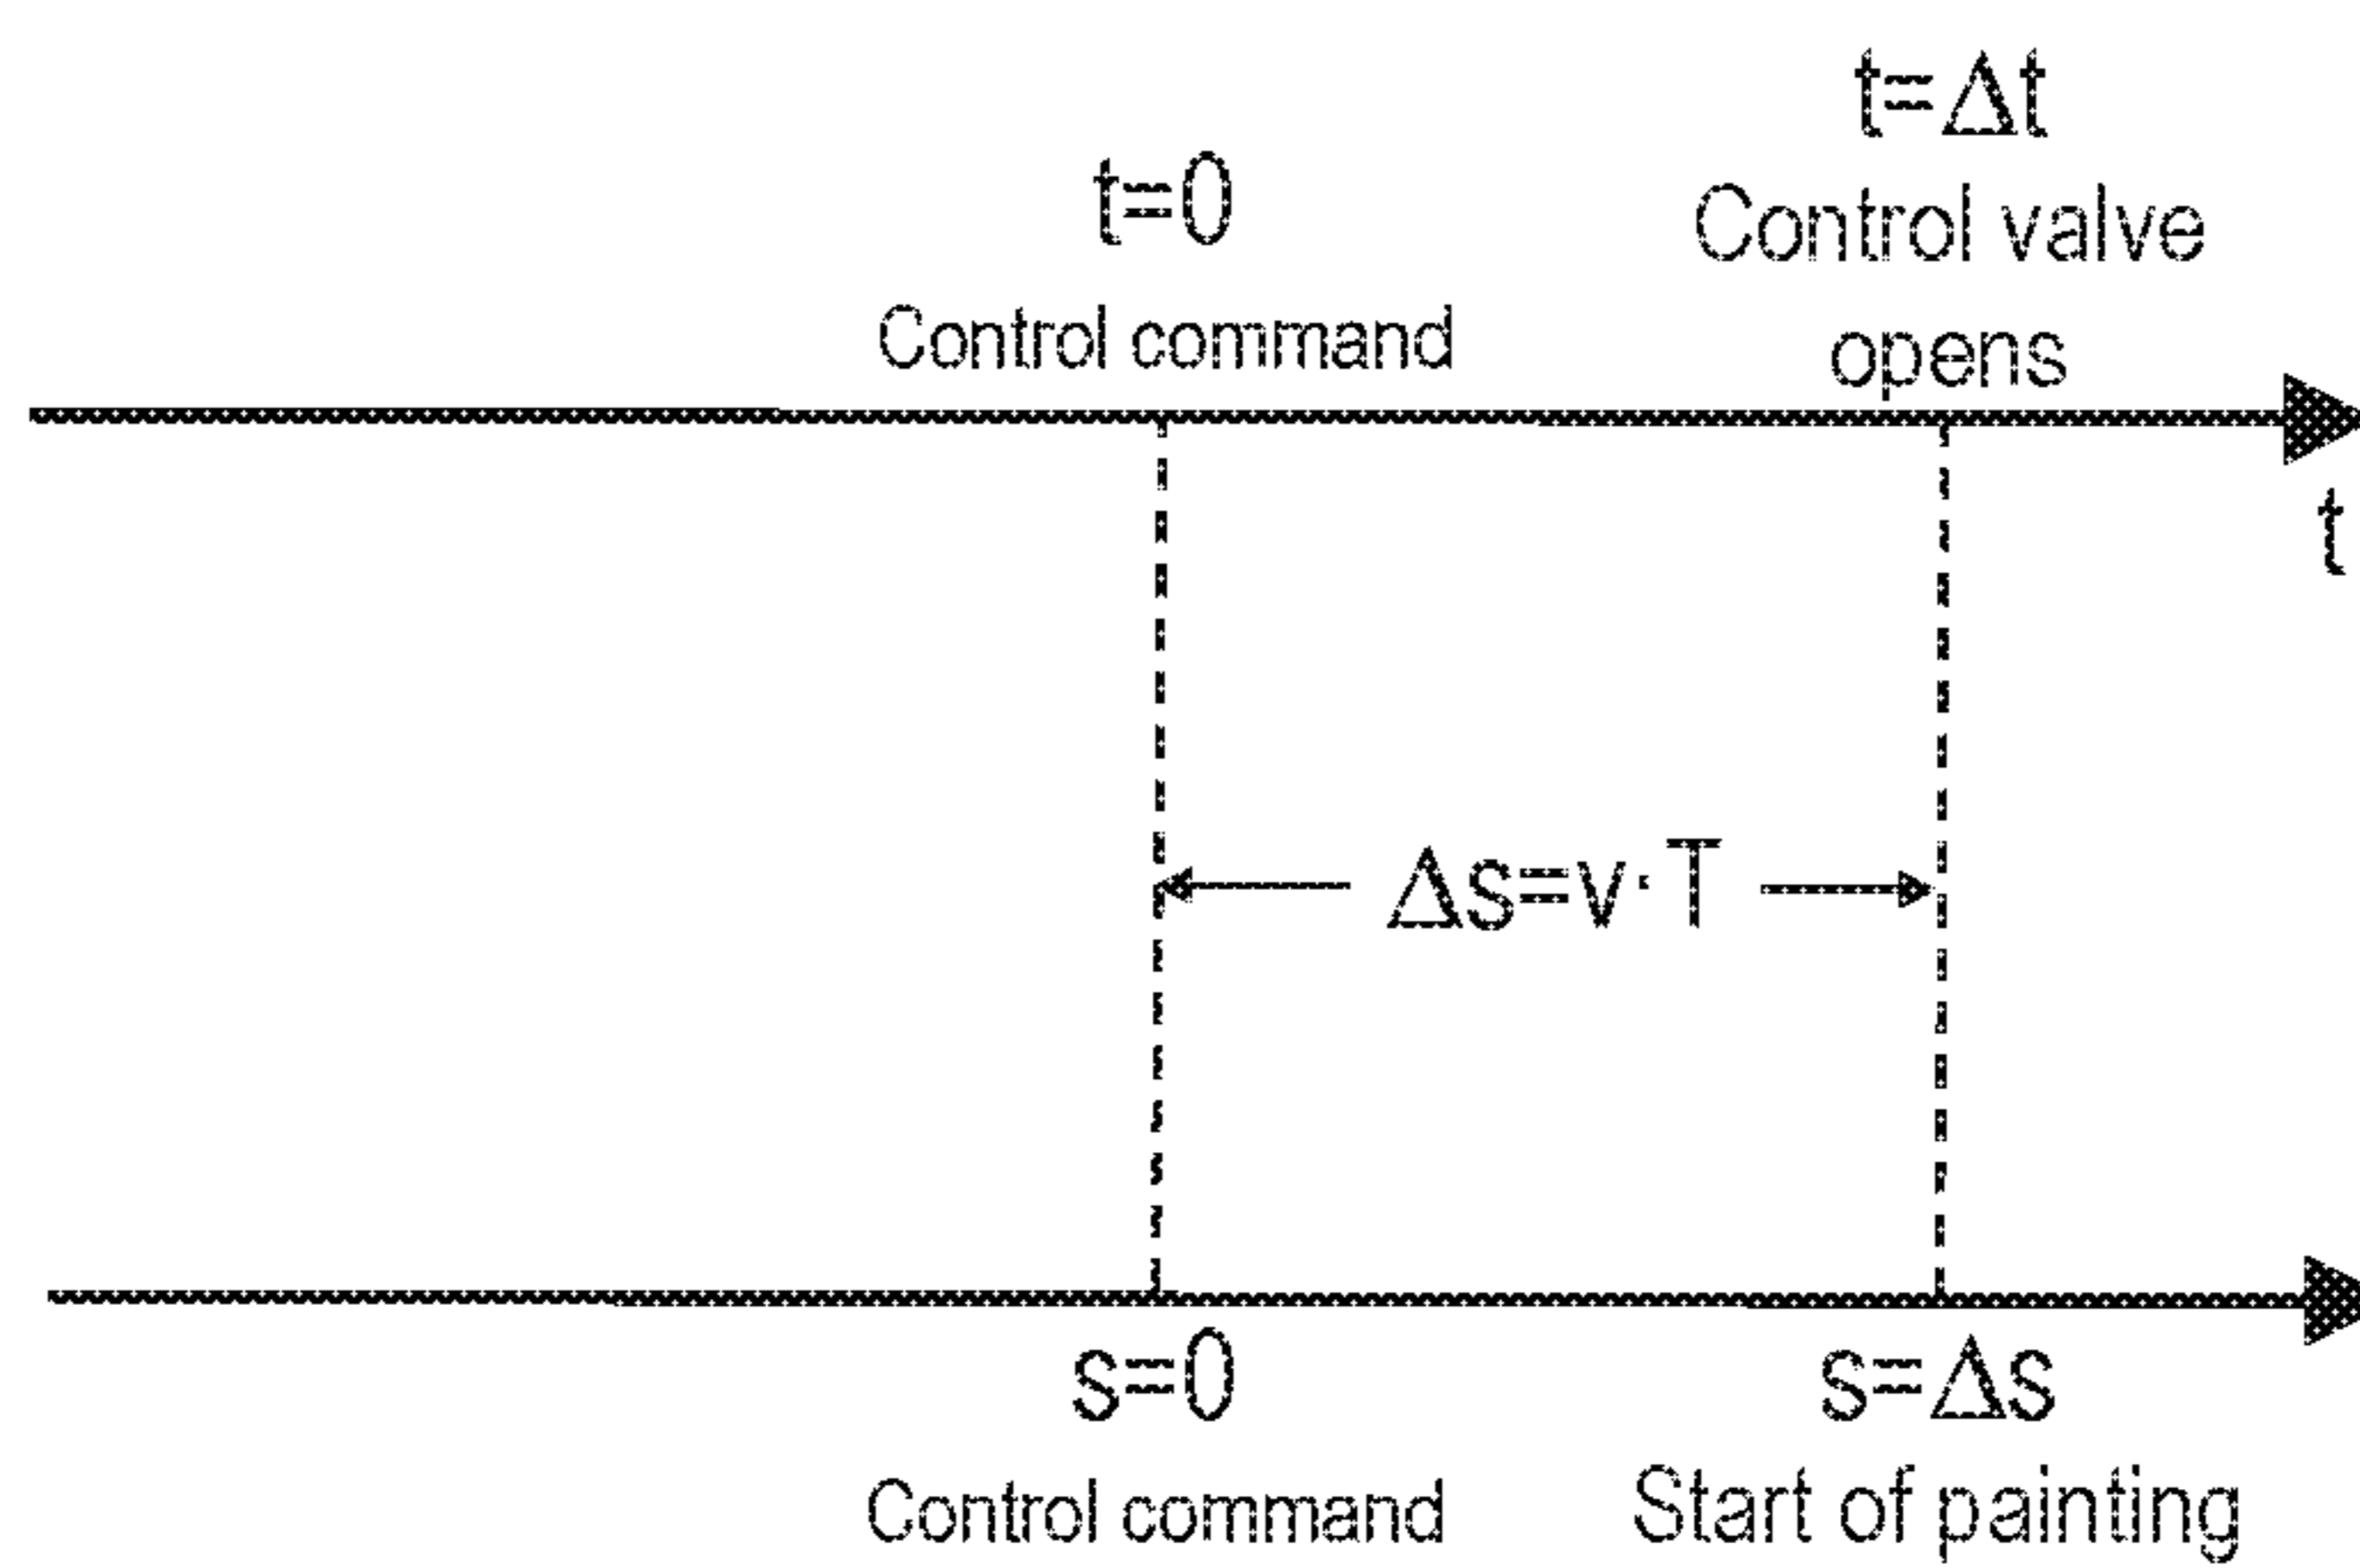 t=Δt
t=0
Control valve
opens
Control command
t
Δs=v·T
s=0
s=Δs
Control command
Start of painting